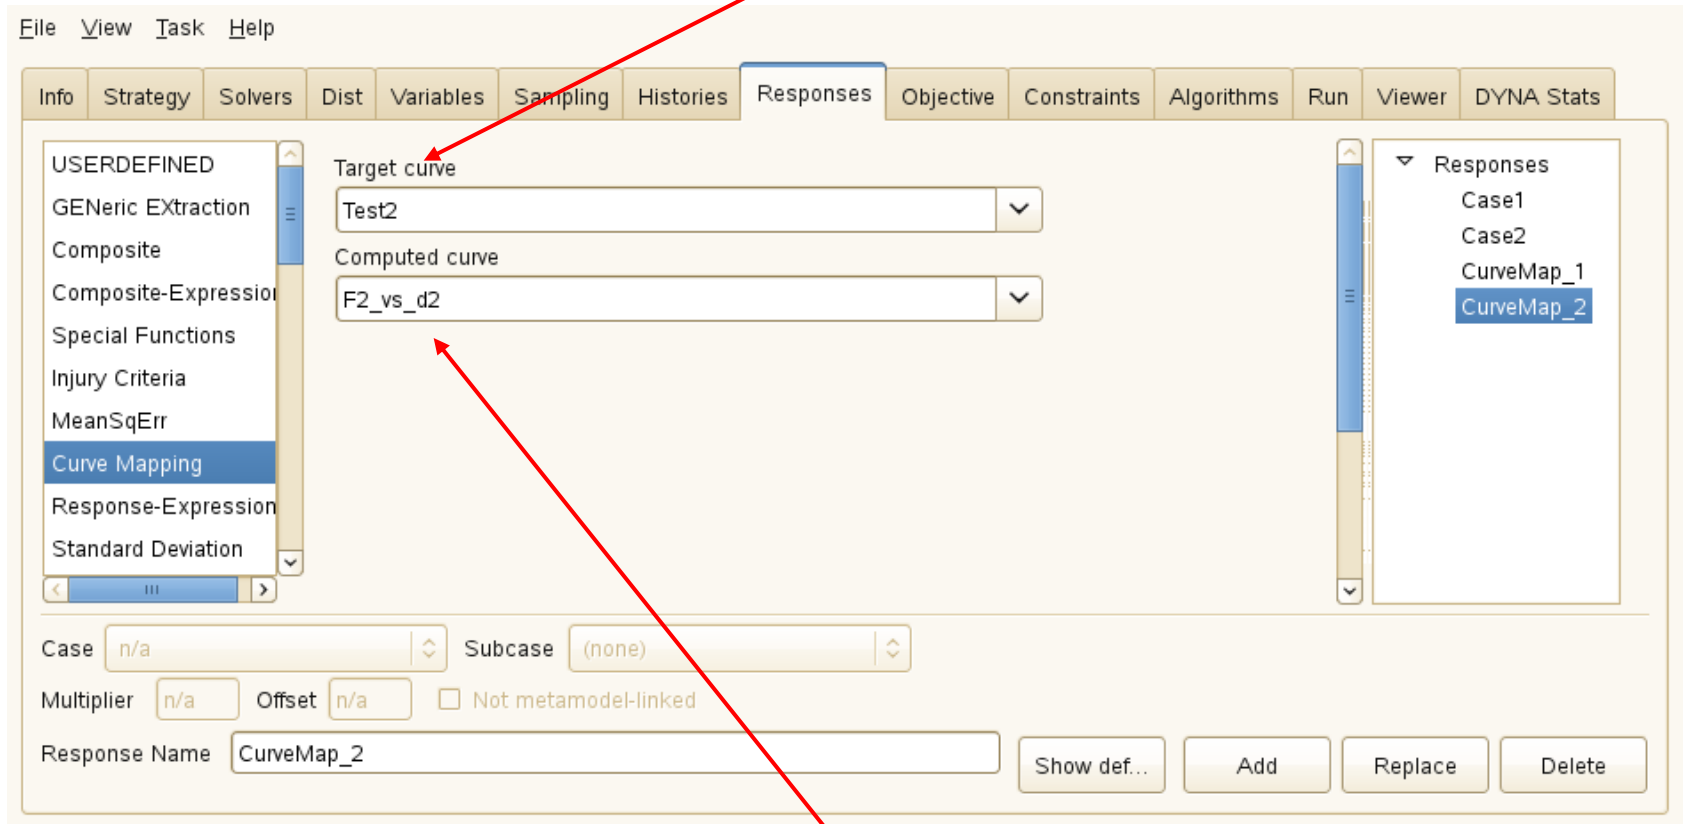 File View Task Help
Info Strategy Solvers Dist Variables Sampling Histories Responses Objective Constraints Algorithms Run Viewer DYNA Stats
USERDEFINED
GENeric EXtraction
Composite
Composite-Expression
Special Functions
Injury Criteria
MeanSqErr
Curve Mapping
Response-Expression
Standard Deviation
Target curve
Test2
Computed curve
F2_vs_d2
Responses
Case1
Case2
CurveMap_1
CurveMap_2
Case n/a Subcase (none)
Multiplier n/a Offset n/a Not metamodel-linked
Response Name CurveMap_2 Show def... Add Replace Delete